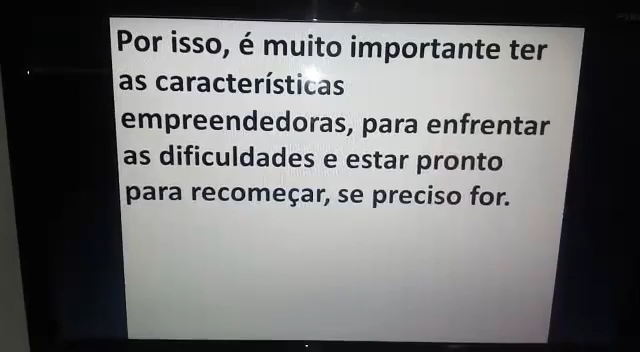 Por isso, é muito importante ter
as características
empreendedoras, para enfrentar
as dificuldades e estar pronto
para recomeçar, se preciso for.